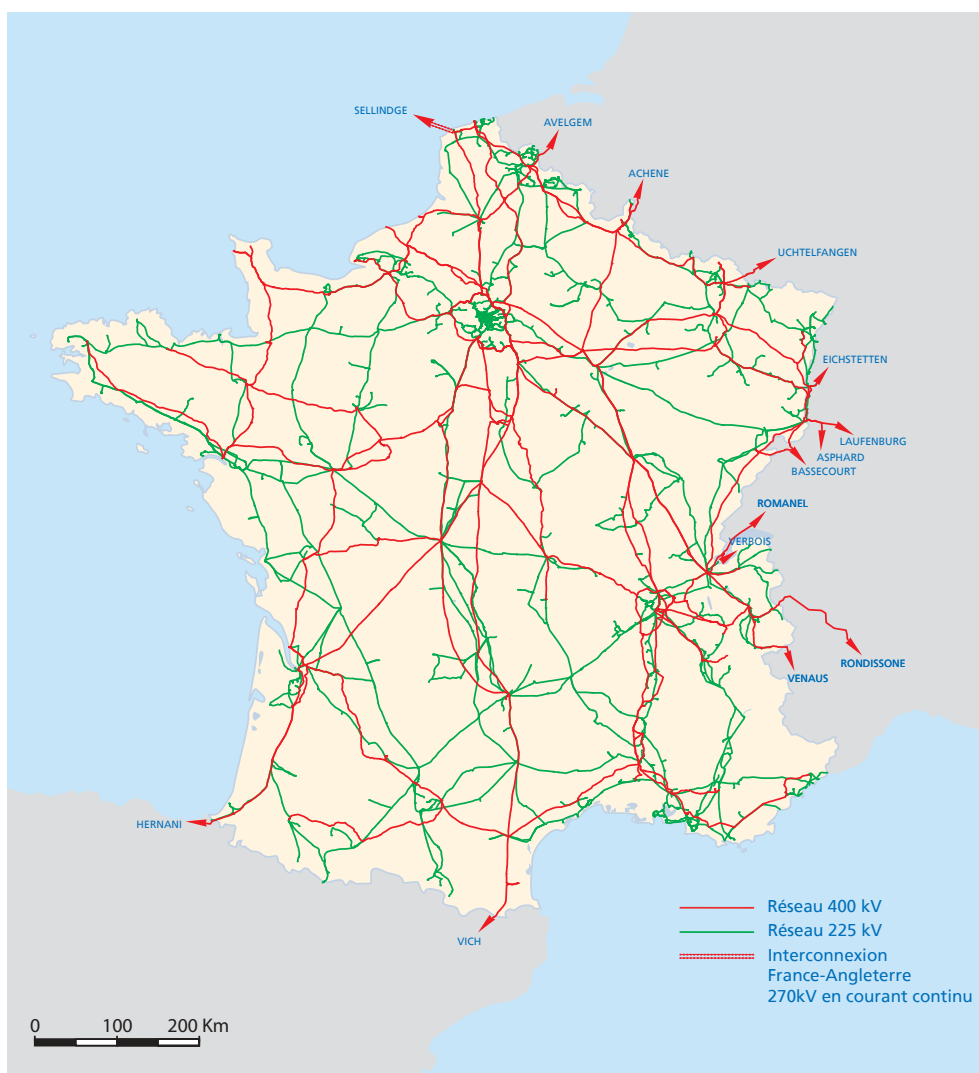 SELLINDGE
AVELGEM
ACHENE
UCHTELFANGEN
EICHSTETTEN
LAUFENBURG
ASPHARD
BASSECOURT
ROMANEL
VERBOIS
RONDISSONE
VENAUS
HERNANI
VICH
Réseau 400 kV
Réseau 225 kV
Interconnexion
France-Angleterre
270kV en courant continu
0 100 200 Km